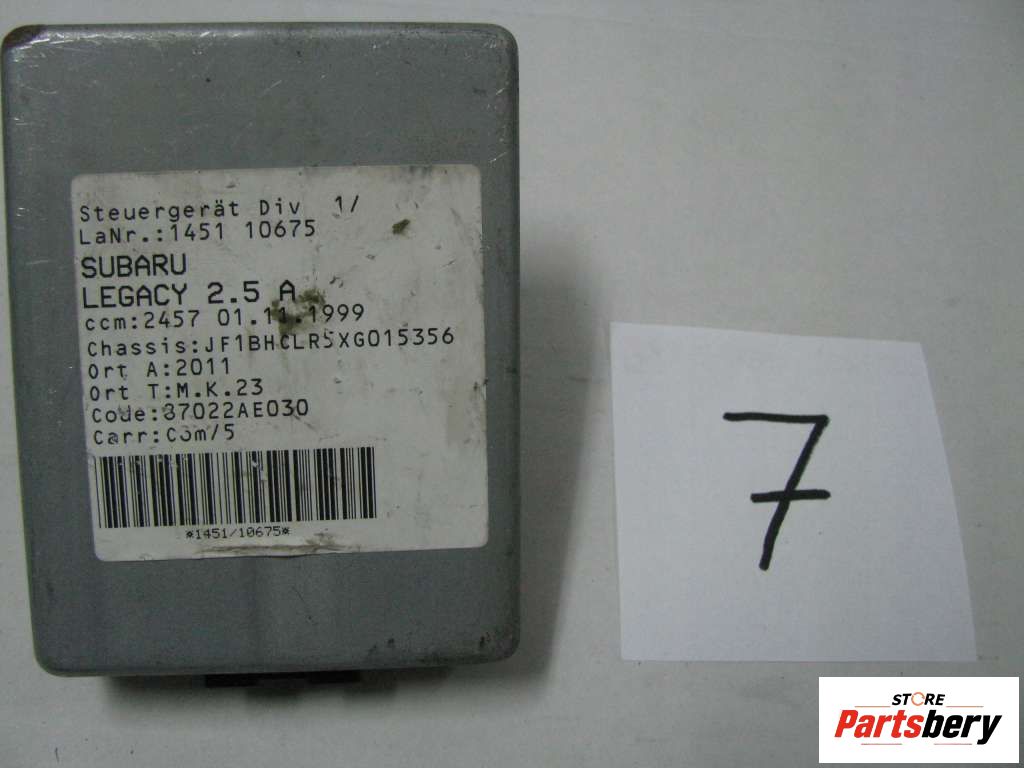 Steuergerät Div 1/
LaNr.:1451 10675
SUBARU
LEGACY 2.5 A
ccm:2457 01.11.1999
Chassis:JF1BHCLR5XG015356
Ort A:2011
Ort T:M.K.23
Code:87022AE030
Carr:Com/5
*1451/10675*
7
STORE
Partsbery